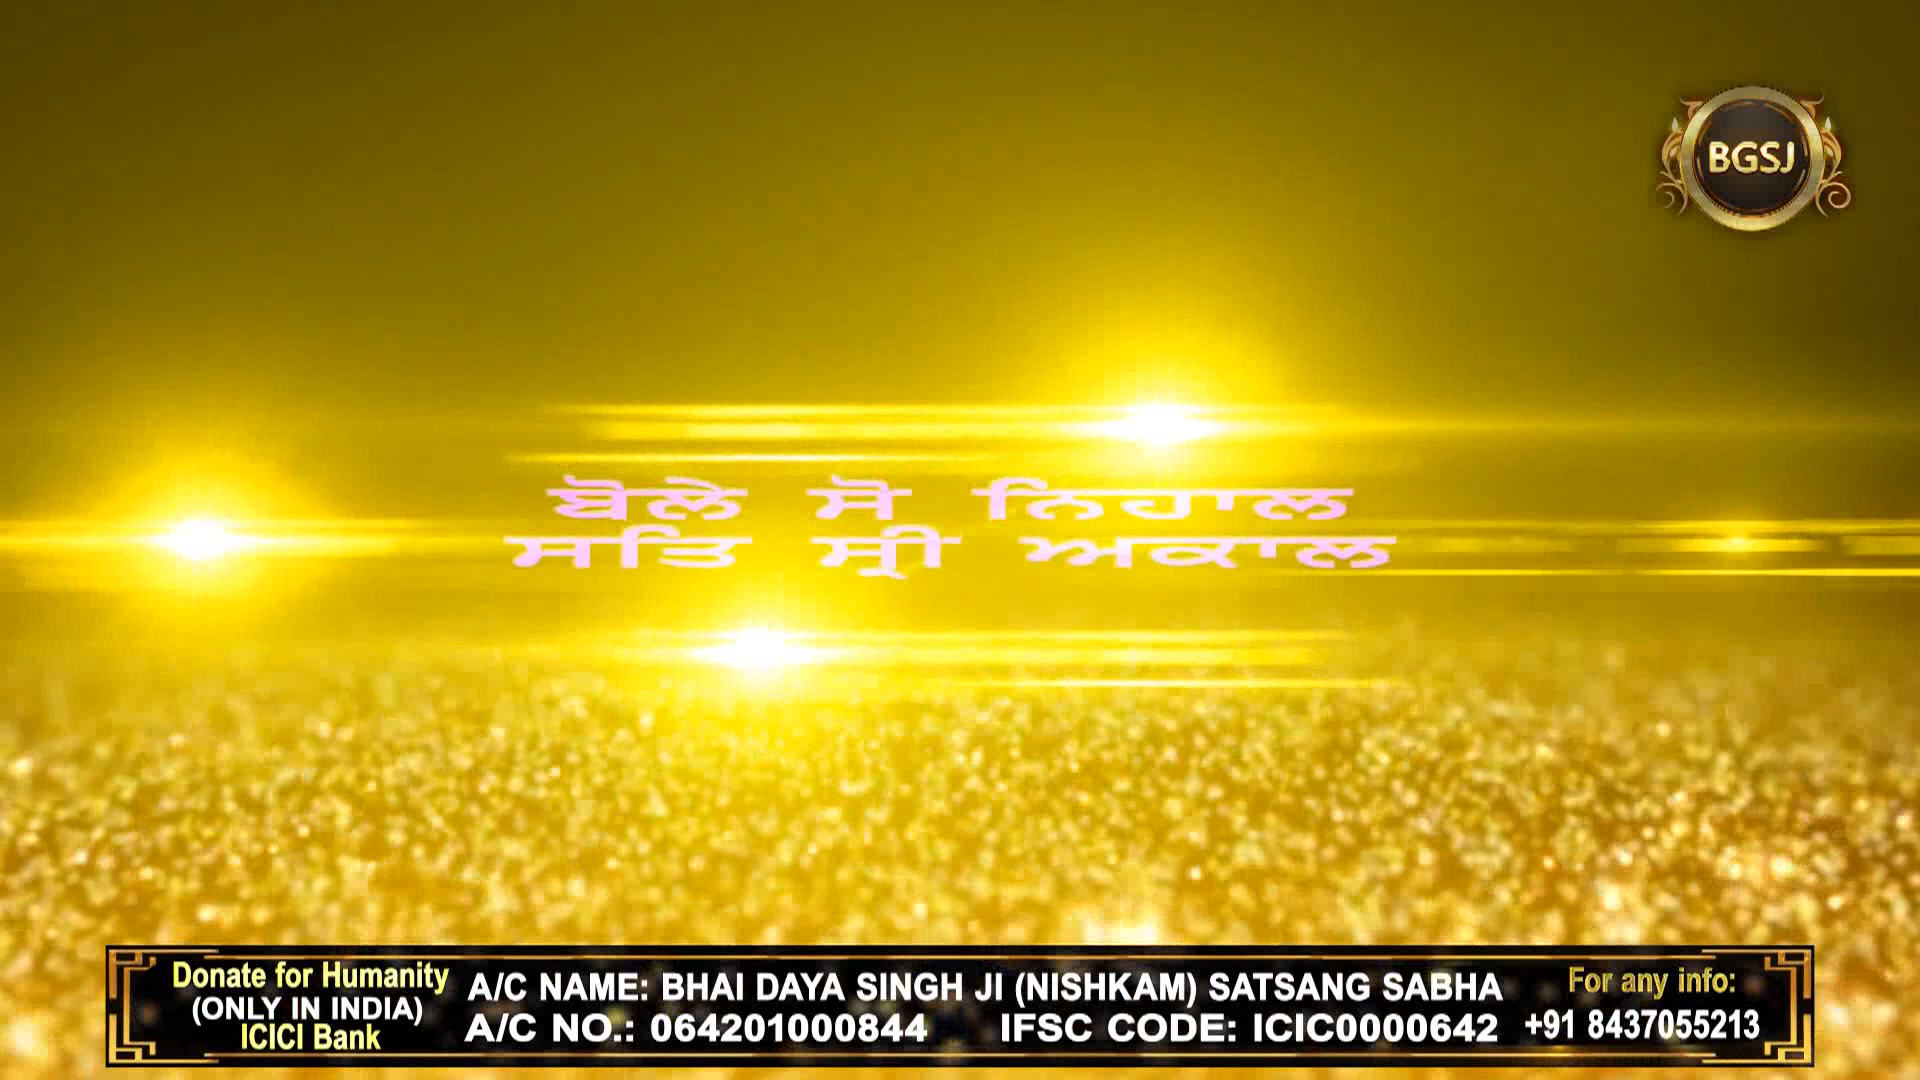 BGSJ
ਬੋਲੇ ਸੋ ਨਿਹਾਲ
ਸਤਿ ਸ੍ਰੀ ਅਕਾਲ
Donate for Humanity
(ONLY IN INDIA)
ICICI Bank
A/C NAME: BHAI DAYA SINGH JI (NISHKAM) SATSANG SABHA
A/C NO.: 064201000844 IFSC CODE: ICIC0000642
For any info:
+91 8437055213